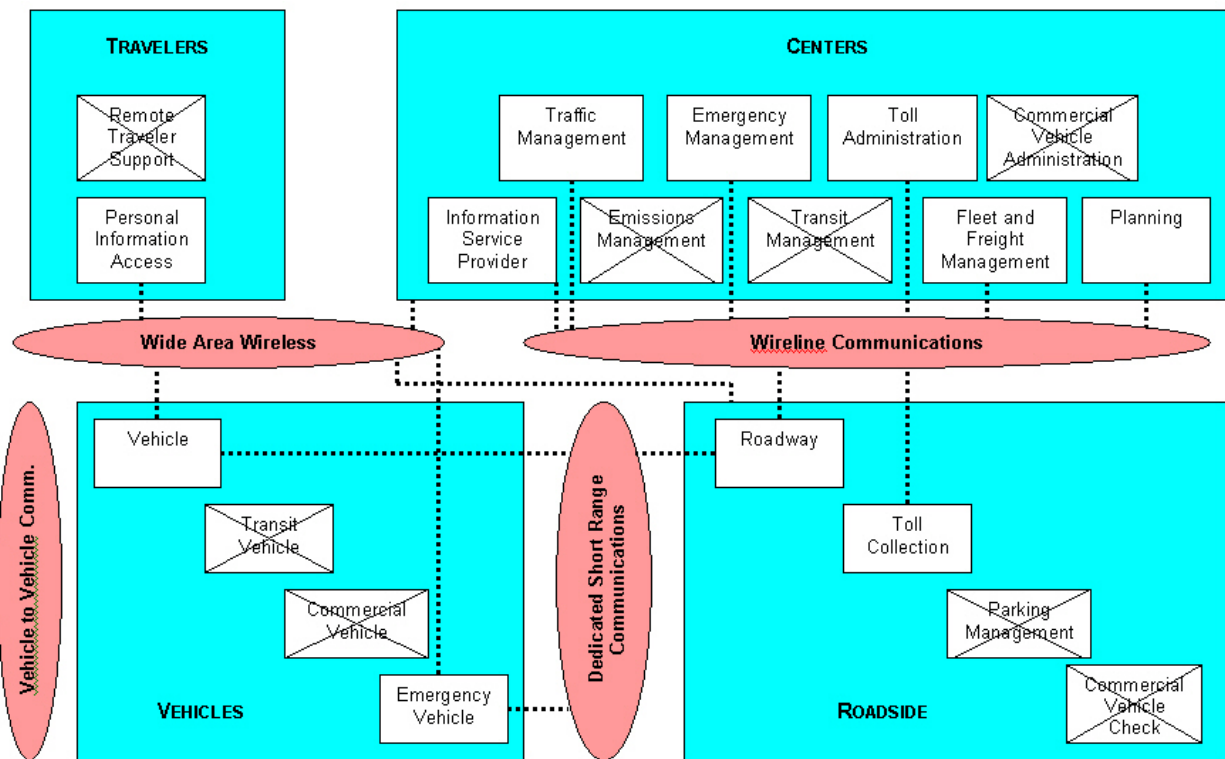 TRAVELERS
Remote
Traveler
Support
Personal
Information
Access
CENTERS
Traffic
Management
Emergency
Management
Toll
Administration
Commercial
Vehicle
Administration
Information
Service
Provider
Emissions
Management
Transit
Management
Fleet and
Freight
Management
Planning
Wide Area Wireless
Wireline Communications
Vehicle to Vehicle Comm.
Vehicle
Transit
Vehicle
Commercial
Vehicle
Emergency
Vehicle
VEHICLES
Dedicated Short Range
Communications
Roadway
Toll
Collection
Parking
Management
Commercial
Vehicle
Check
ROADSIDE